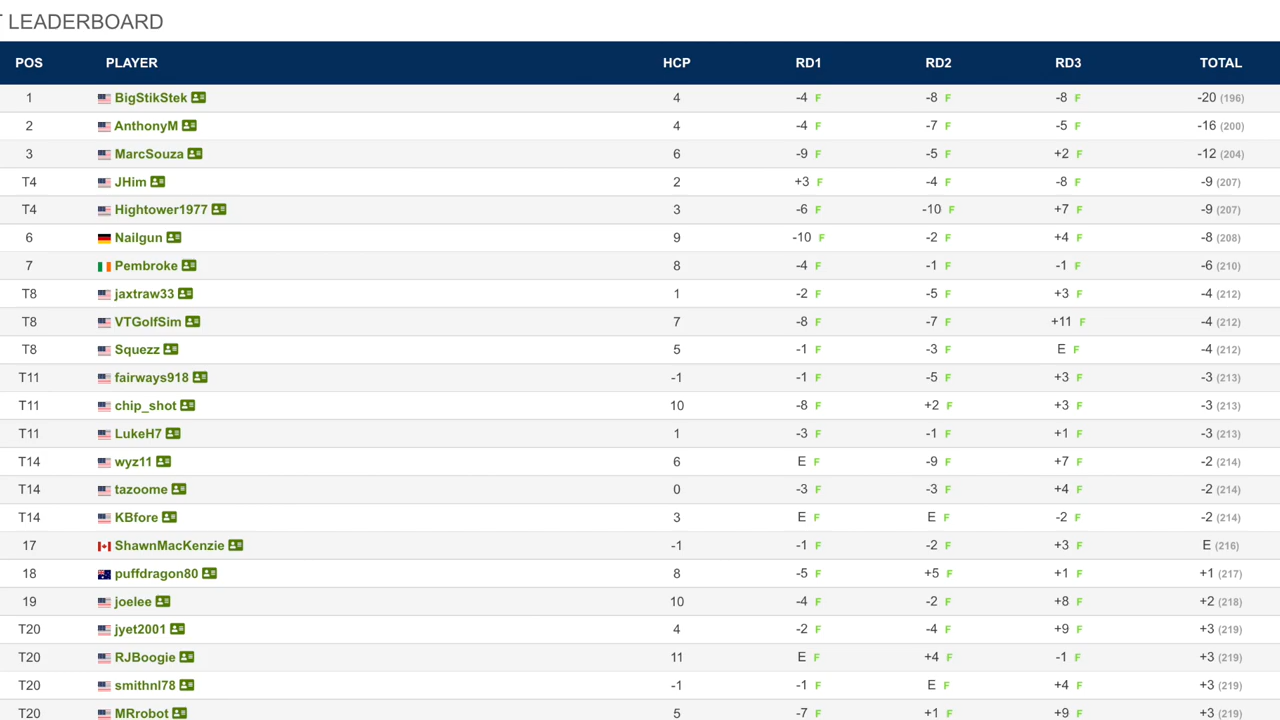 LEADERBOARD
POS PLAYER HCP RD1 RD2 RD3 TOTAL
1 BigStikStek 4 -4 F -8 F -8 F -20 (196)
2 AnthonyM 4 -4 F -7 F -5 F -16 (200)
3 MarcSouza 6 -9 F -5 F +2 F -12 (204)
T4 JHim 2 +3 F -4 F -8 F -9 (207)
T4 Hightower1977 3 -6 F -10 F +7 F -9 (207)
6 Nailgun 9 -10 F -2 F +4 F -8 (208)
7 Pembroke 8 -4 F -1 F -1 F -6 (210)
T8 jaxtraw33 1 -2 F -5 F +3 F -4 (212)
T8 VTGolfSim 7 -8 F -7 F +11 F -4 (212)
T8 Squezz 5 -1 F -3 F E F -4 (212)
T11 fairways918 -1 -1 F -5 F +3 F -3 (213)
T11 chip_shot 10 -8 F +2 F +3 F -3 (213)
T11 LukeH7 1 -3 F -1 F +1 F -3 (213)
T14 wyz11 6 E F -9 F +7 F -2 (214)
T14 tazoome 0 -3 F -3 F +4 F -2 (214)
T14 KBfore 3 E F E F -2 F -2 (214)
17 ShawnMacKenzie -1 -1 F -2 F +3 F E (216)
18 puffdragon80 8 -5 F +5 F +1 F +1 (217)
19 joelee 10 -4 F -2 F +8 F +2 (218)
T20 jyet2001 4 -2 F -4 F +9 F +3 (219)
T20 RJBoogie 11 E F +4 F -1 F +3 (219)
T20 smithnl78 -1 -1 F E F +4 F +3 (219)
T20 MRrobot 5 -7 F +1 F +9 F +3 (219)